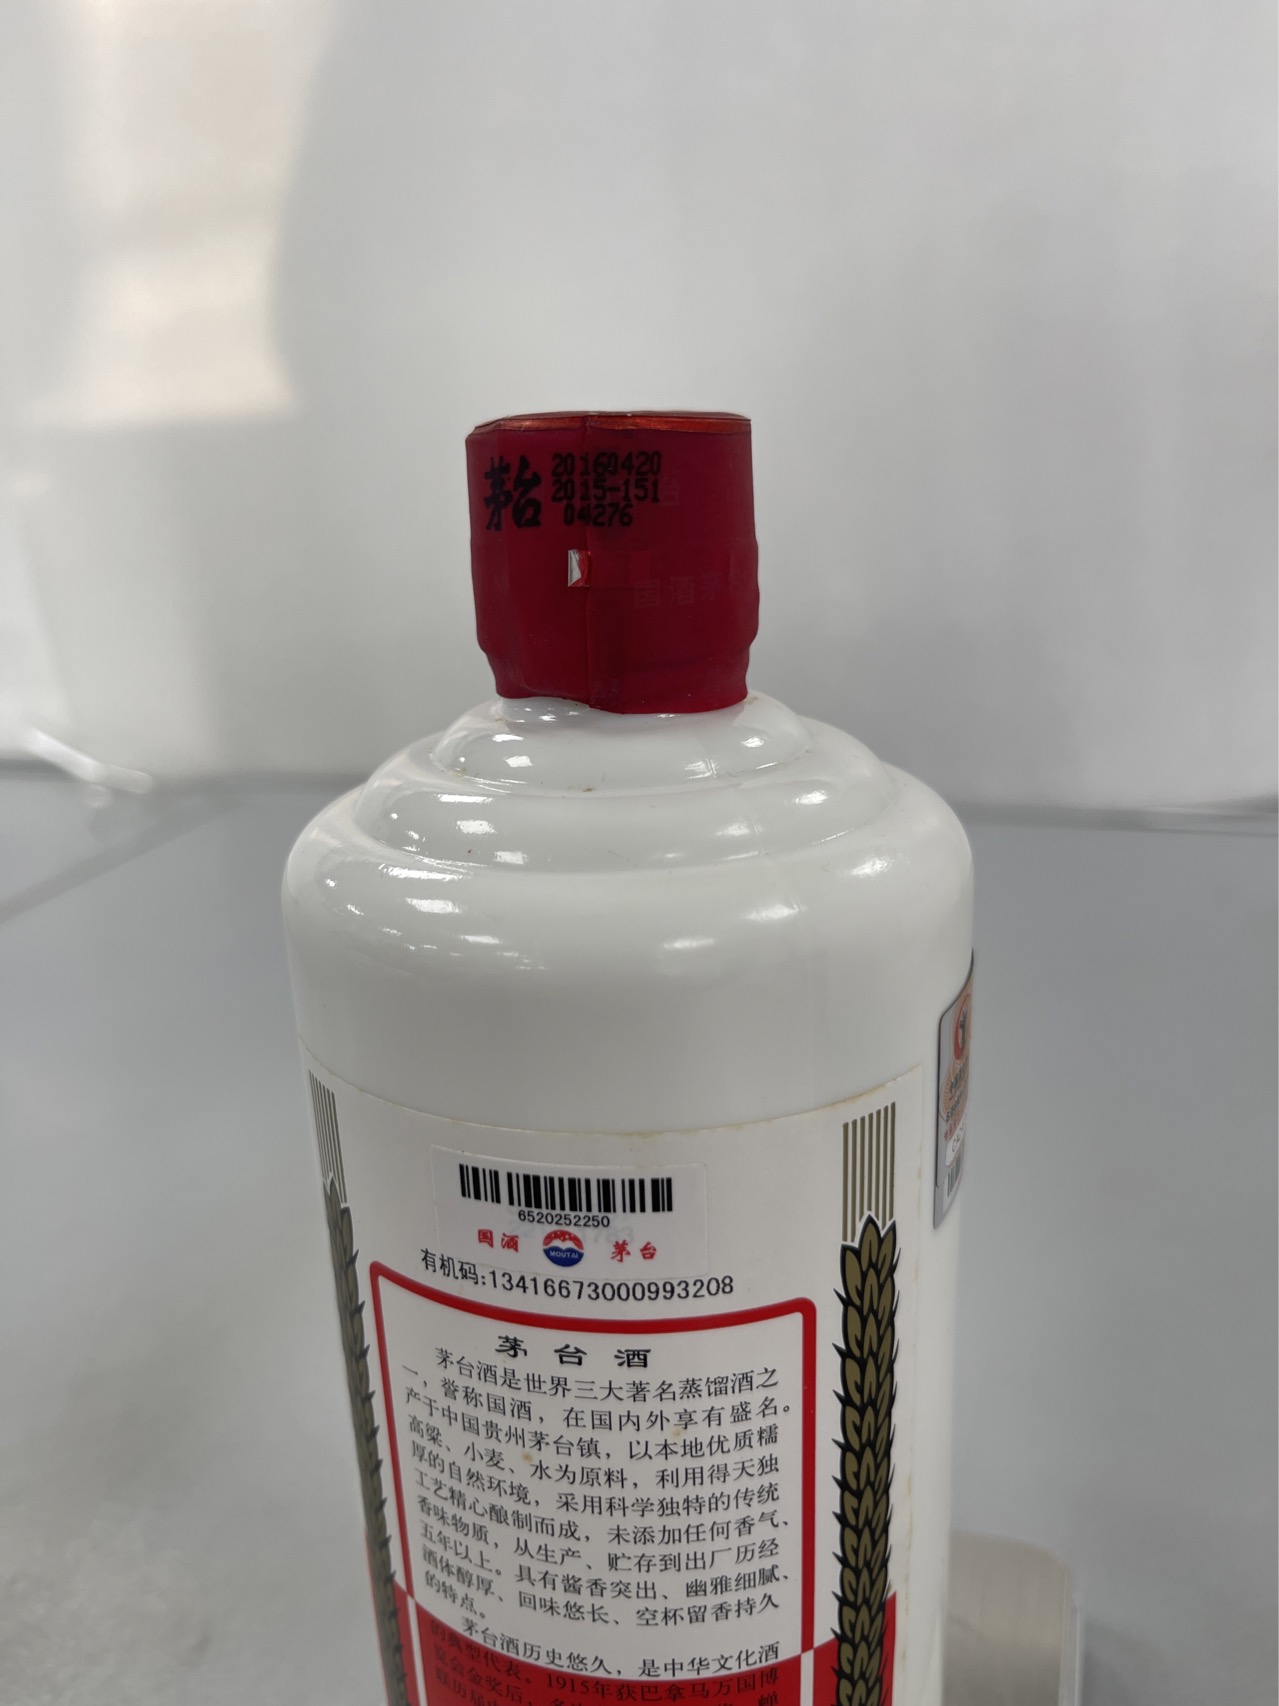 茅台
20160420
2015-151
04276
国酒茅
6520252250
国酒
MOUTAI
茅台
有机码:13416673000993208
茅台酒
茅台酒是世界三大著名蒸馏酒之
一，誉称国酒，在国内外享有盛名。
产于中国贵州茅台镇，以本地优质糯
高粱、小麦、水为原料，利用得天独
厚的自然环境，采用科学独特的传统
工艺精心酿制而成，未添加任何香气、
香味物质，从生产、贮存到出厂历经
五年以上。具有酱香突出、幽雅细腻、
酒体醇厚、回味悠长、空杯留香持久
的特点。
茅台酒历史悠久，是中华文化酒
的典型代表。1915年获巴拿马万国博
览会金奖后，